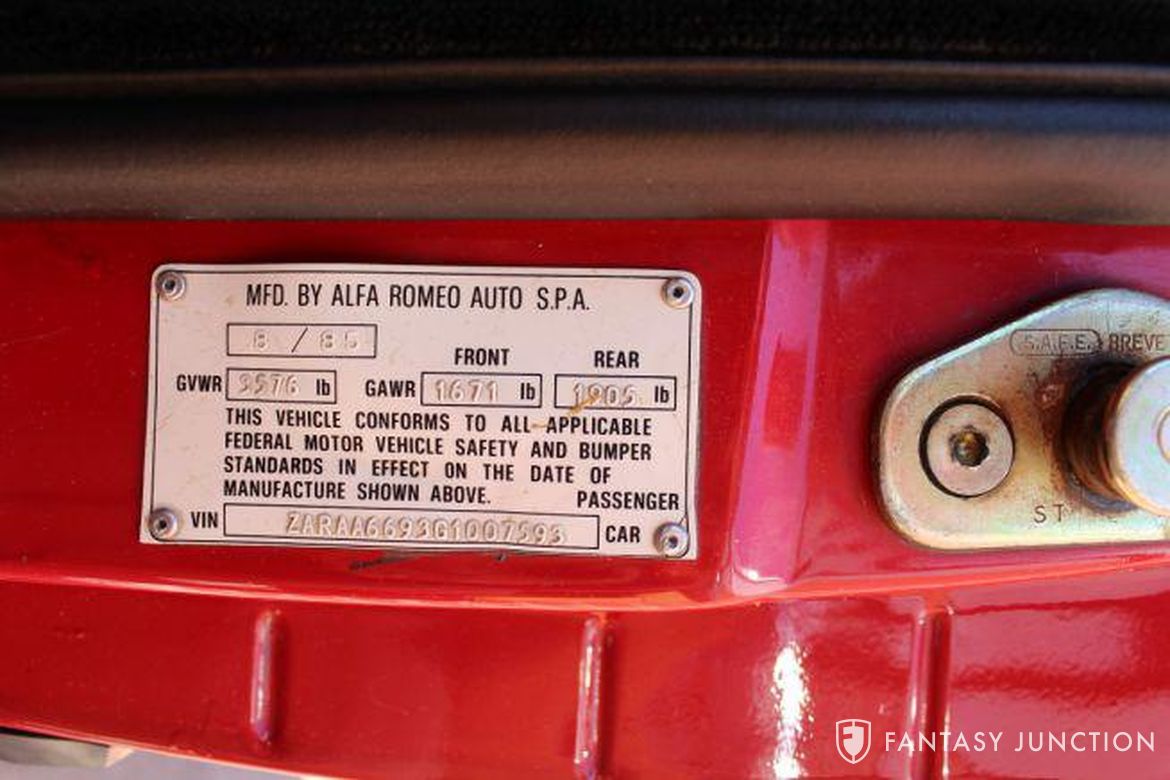 MFD. BY ALFA ROMEO AUTO S.P.A.
8 / 85
FRONT REAR
GVWR 3576 lb GAWR 1671 lb 1905 lb
THIS VEHICLE CONFORMS TO ALL APPLICABLE
FEDERAL MOTOR VEHICLE SAFETY AND BUMPER
STANDARDS IN EFFECT ON THE DATE OF
MANUFACTURE SHOWN ABOVE. PASSENGER
VIN ZARAA6693G1007593 CAR
S.A.F.E. BREVE
ST
FANTASY JUNCTION